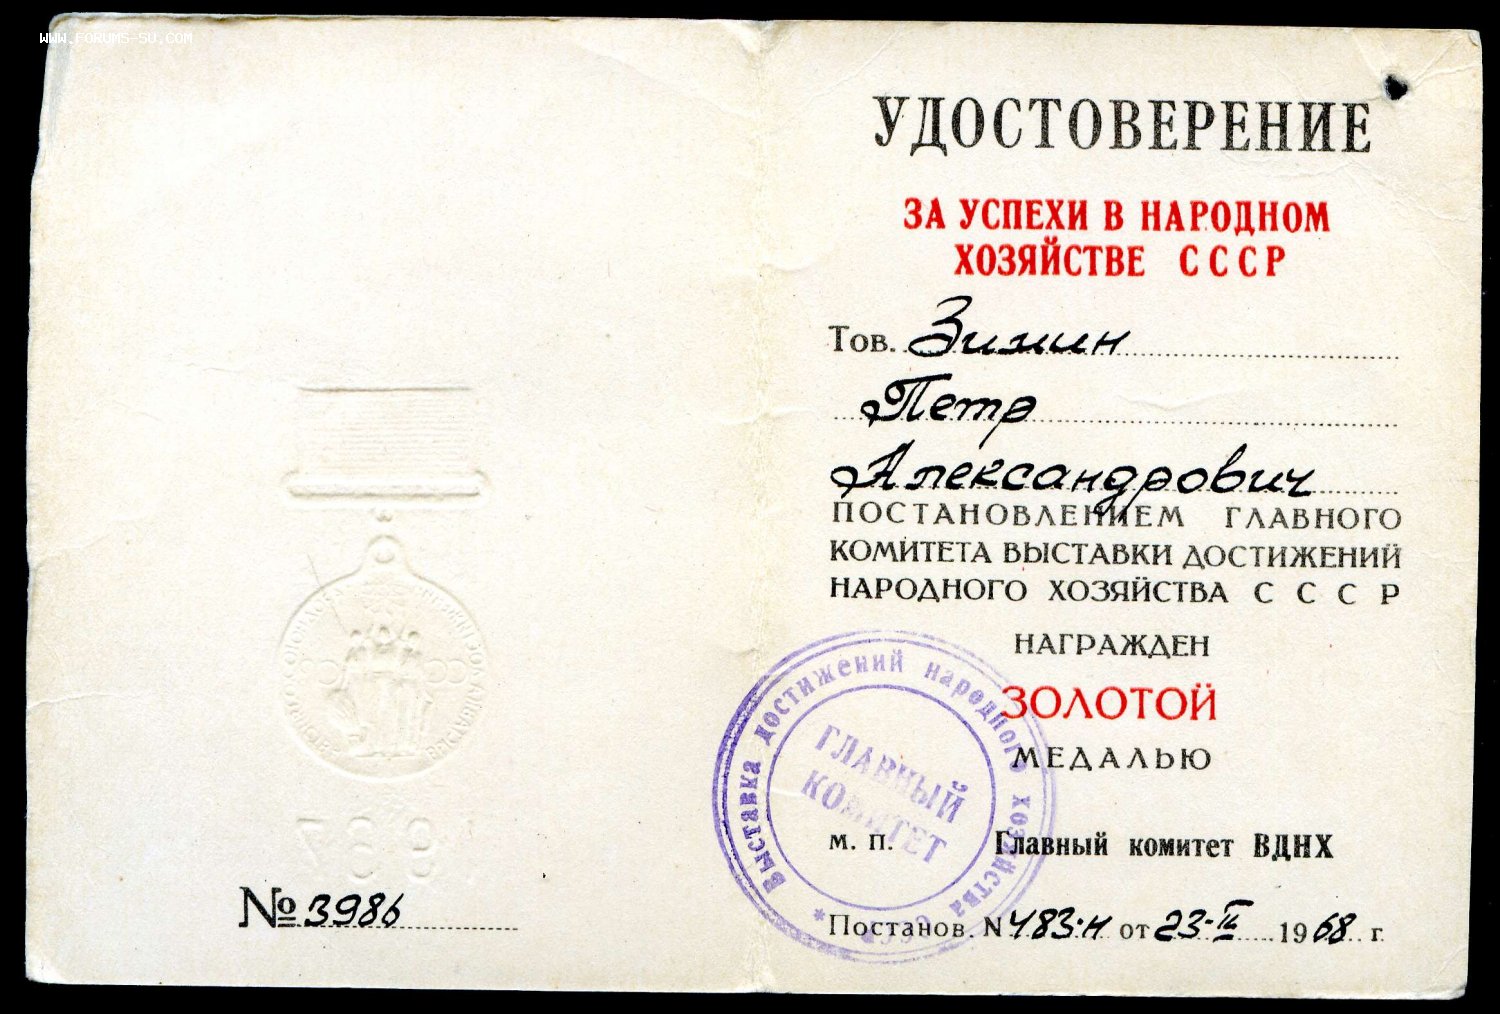 WWW.FORUMS-SU.COM
УДОСТОВЕРЕНИЕ
ЗА УСПЕХИ В НАРОДНОМ
ХОЗЯЙСТВЕ СССР
Тов. Зимин
Петр
Александрович
ПОСТАНОВЛЕНИЕМ ГЛАВНОГО
КОМИТЕТА ВЫСТАВКИ ДОСТИЖЕНИЙ
НАРОДНОГО ХОЗЯЙСТВА СССР
НАГРАЖДЕН
ЗОЛОТОЙ
МЕДАЛЬЮ
Выставка достижений народного хозяйства СССР *
ГЛАВНЫЙ
КОМИТЕТ
М. П.
Главный комитет ВДНХ
№ 3986
Постанов. N 483-н от 23-IV 1968 г.